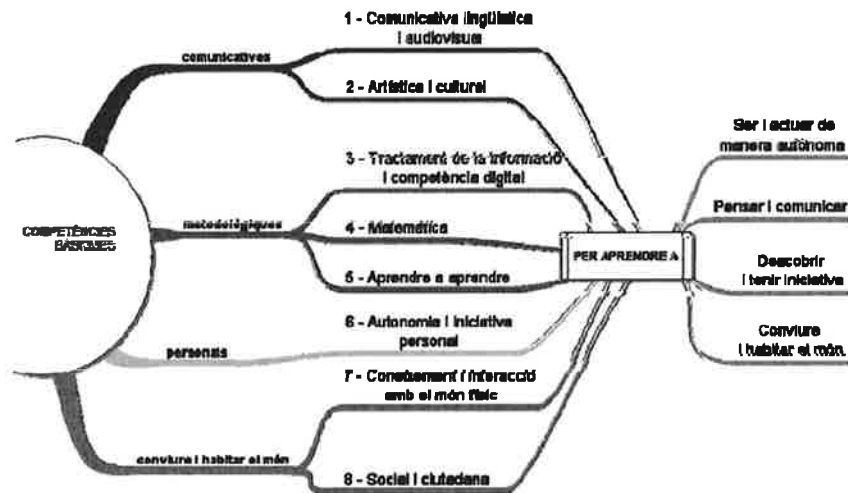 COMPETÈNCIES
BÀSIQUES
comunicatives
1 - Comunicativa lingüística
i audiovisual
2 - Artística i cultural
metodològiques
3 - Tractament de la informació
i competència digital
4 - Matemàtica
5 - Aprendre a aprendre
personals
6 - Autonomia i iniciativa
personal
conviure i habitar el món
7 - Coneixement i interacció
amb el món físic
8 - Social i ciutadana
PER APRENDRE A
Ser i actuar de
manera autònoma
Pensar i comunicar
Descobrir
i tenir iniciativa
Conviure
i habitar el món.